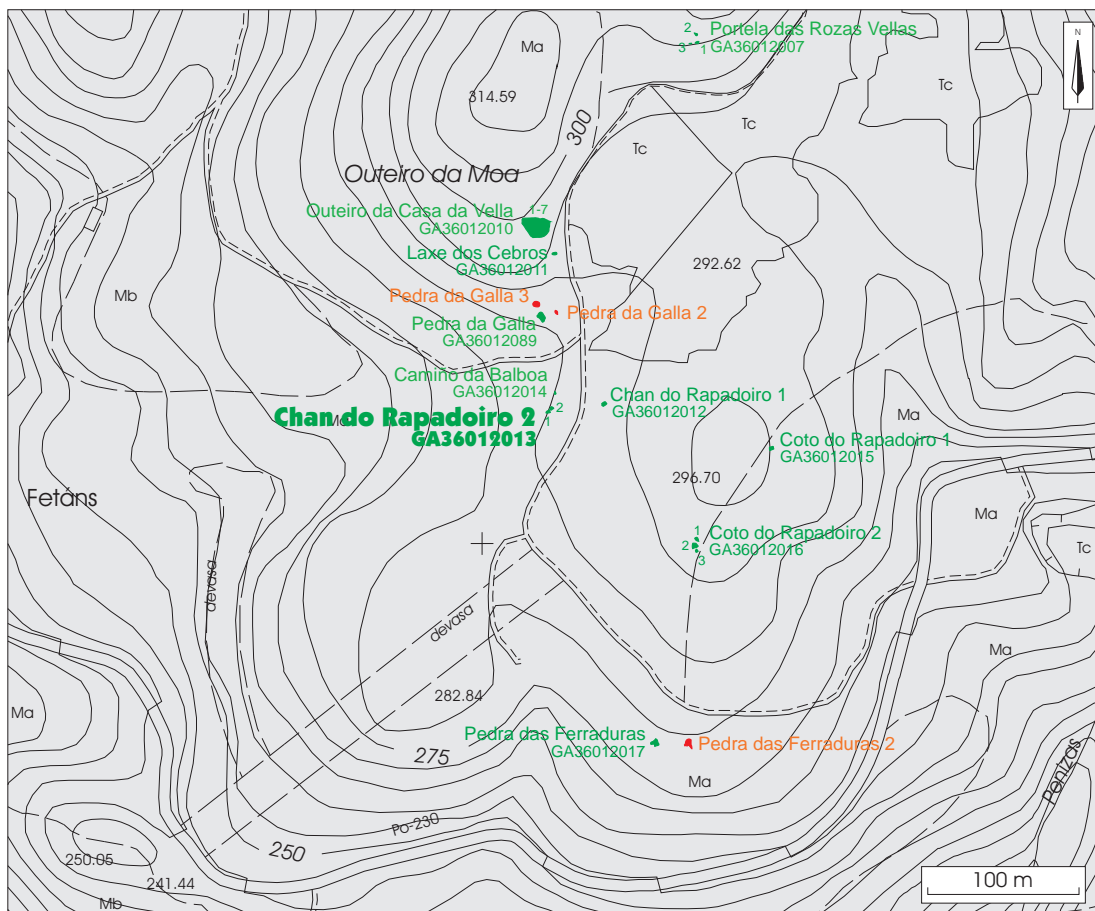 Ma
2
Portela das Rozas Vellas
3
1
GA36012007
N
314.59
300
Tc
Tc
Tc
Outeiro da Moa
Outeiro da Casa da Vella
1-7
GA36012010
Laxe dos Cebros
GA36012011
292.62
Mb
Pedra da Galla 3
Pedra da Galla 2
Pedra da Galla
GA36012089
Camiño da Balboa
GA36012014
Chan do Rapadoiro 1
GA36012012
Chan do Rapadoiro 2
2
1
GA36012013
Ma
Ma
Coto do Rapadoiro 1
GA36012015
296.70
Fetáns
Ma
1
Coto do Rapadoiro 2
2
GA36012016
3
Tc
devasa
devasa
Ma
282.84
Ma
Pedra das Ferraduras
GA36012017
Pedra das Ferraduras 2
275
Ma
Penizas
Po-230
250
250.05
241.44
Mb
100 m